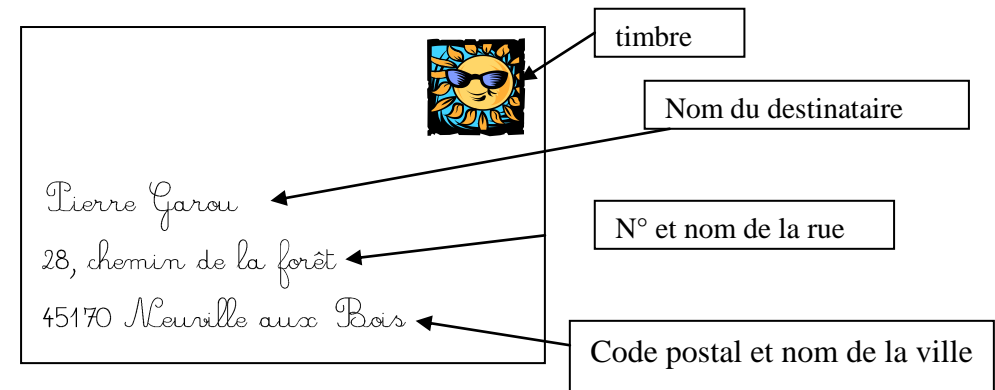 timbre
Nom du destinataire
Pierre Garou
N° et nom de la rue
28, chemin de la forêt
45170 Neuville aux Bois
Code postal et nom de la ville